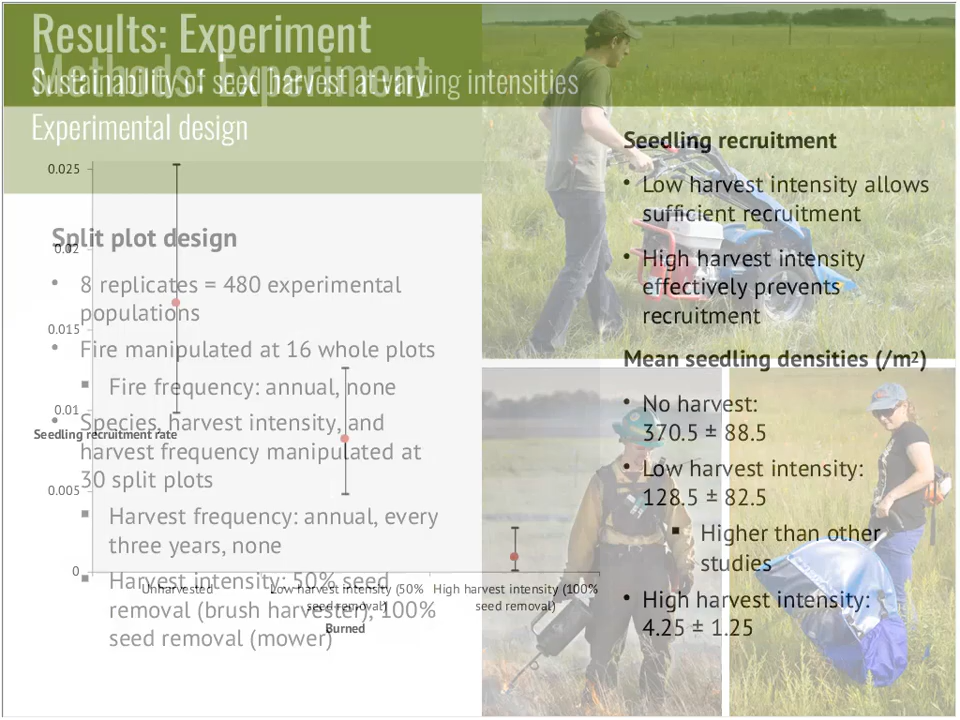 Results: Experiment
Methods: Experiment
Sustainability of seed harvest at varying intensities
Experimental design
0.025
0.02
0.015
0.01
0.005
0
Seedling recruitment rate
Unharvested
Low harvest intensity (50%
seed removal)
High harvest intensity (100%
seed removal)
Burned
Split plot design
• 8 replicates = 480 experimental
populations
• Fire manipulated at 16 whole plots
▪ Fire frequency: annual, none
• Species, harvest intensity, and
harvest frequency manipulated at
30 split plots
▪ Harvest frequency: annual, every
three years, none
▪ Harvest intensity: 50% seed
removal (brush harvester), 100%
seed removal (mower)
Seedling recruitment
• Low harvest intensity allows
sufficient recruitment
• High harvest intensity
effectively prevents
recruitment
Mean seedling densities (/m²)
• No harvest:
370.5 ± 88.5
• Low harvest intensity:
128.5 ± 82.5
▪ Higher than other
studies
• High harvest intensity:
4.25 ± 1.25